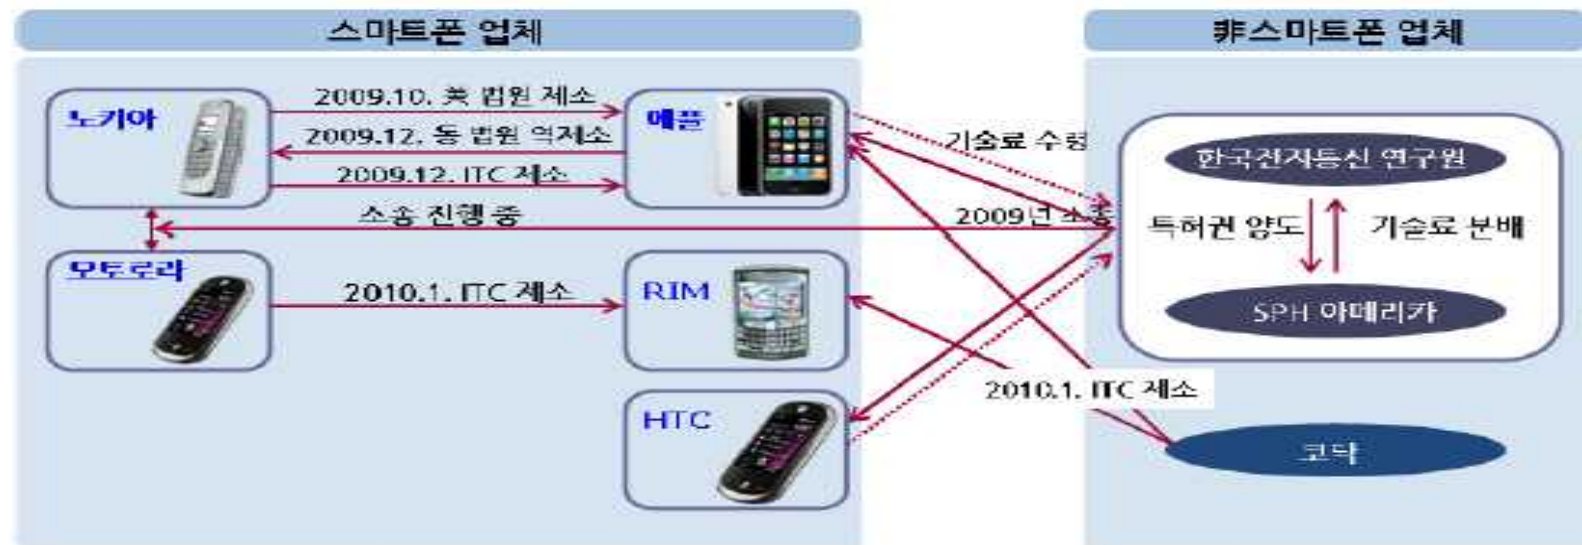 스마트폰 업체
非스마트폰 업체
노키아
2009.10. 美 법원 제소
애플
2009.12. 동 법원 역제소
2009.12. ITC 제소
기술료 수령
한국전자통신 연구원
소송 진행 중
2009년 소송
특허권 양도
기술료 분배
모토로라
2010.1. ITC 제소
RIM
SPH 아메리카
2010.1. ITC 제소
HTC
코닥